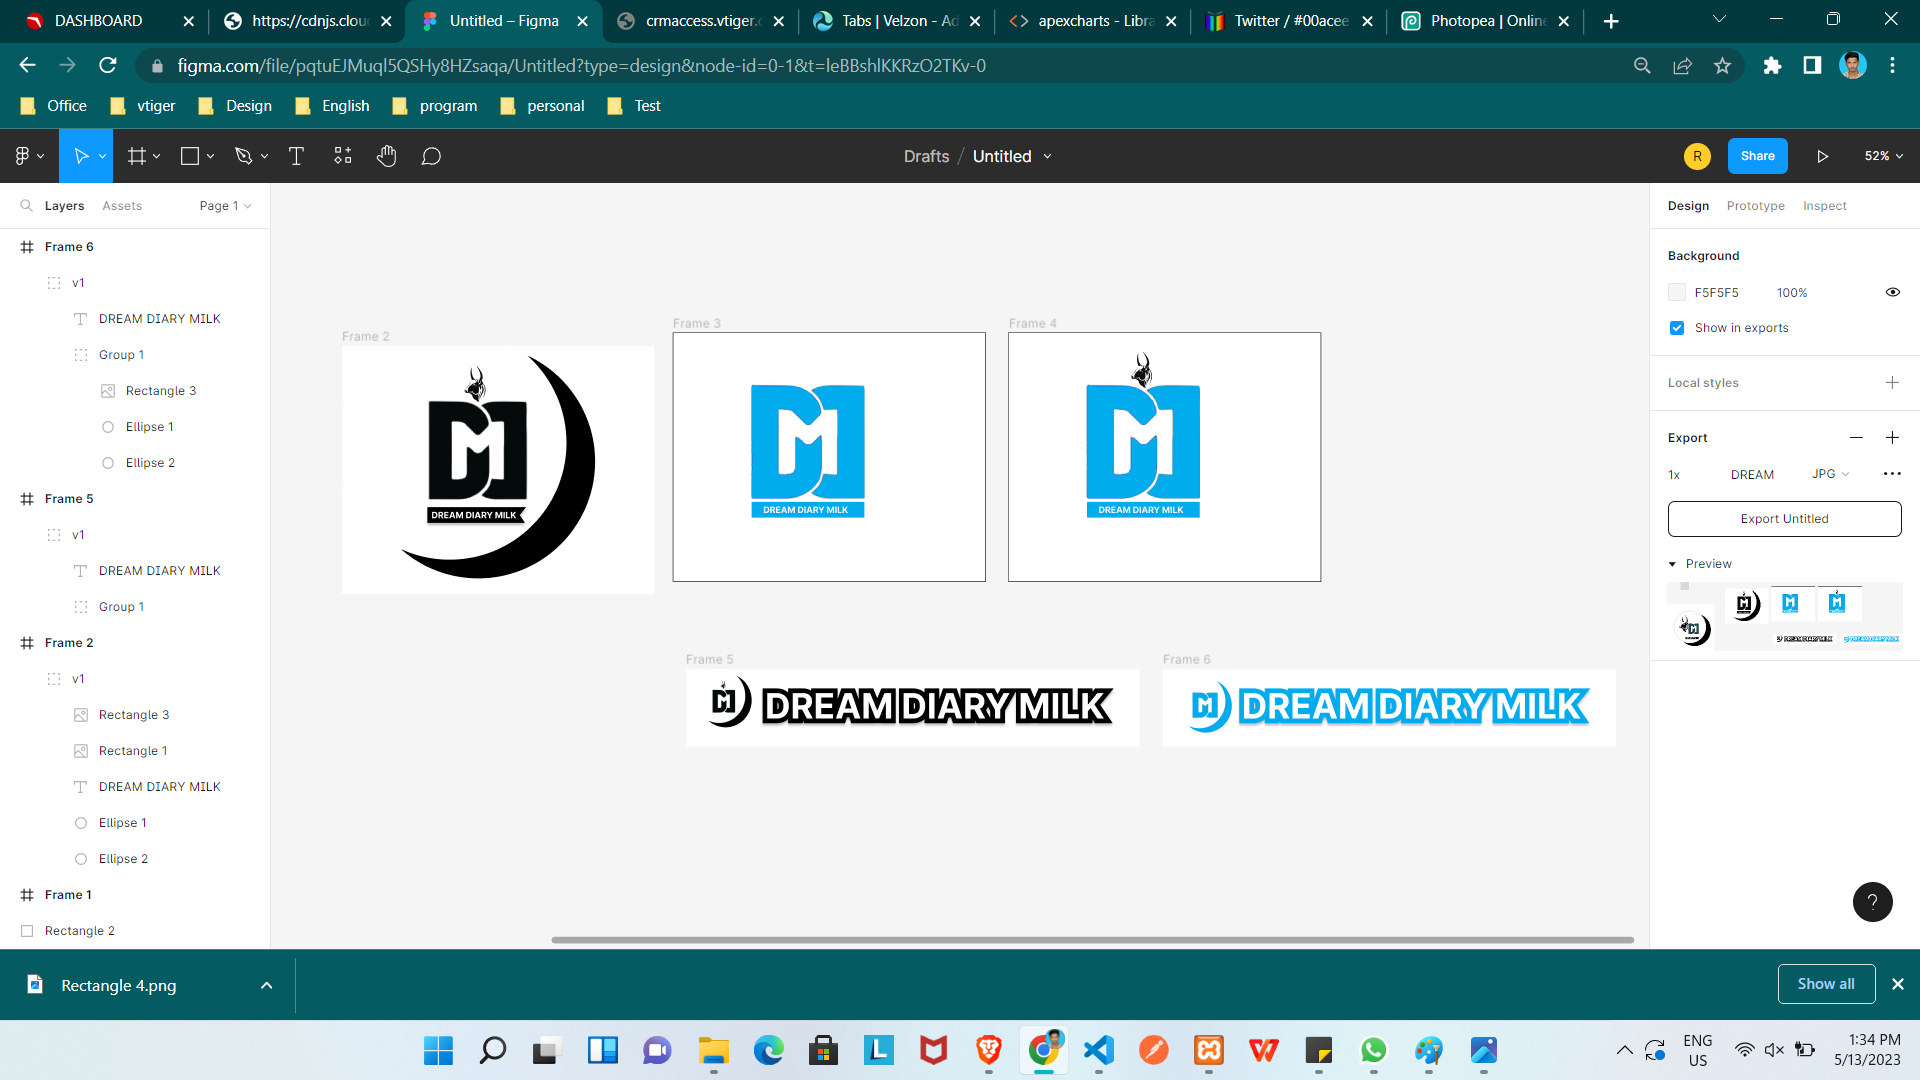 DASHBOARD
https://cdnjs.clou
Untitled – Figma
crmaccess.vtiger.
Tabs | Velzon - Ad
apexcharts - Libra
Twitter / #00acee
Photopea | Online
figma.com/file/pqtuEJMuql5QSHy8HZsaqa/Untitled?type=design&node-id=0-1&t=leBBshlKKRzO2TKv-0
Office
vtiger
Design
English
program
personal
Test
Drafts / Untitled
R
Share
52%
Layers
Assets
Page 1
Frame 6
v1
DREAM DIARY MILK
Group 1
Rectangle 3
Ellipse 1
Ellipse 2
Frame 5
v1
DREAM DIARY MILK
Group 1
Frame 2
v1
Rectangle 3
Rectangle 1
DREAM DIARY MILK
Ellipse 1
Ellipse 2
Frame 1
Rectangle 2
Frame 2
DM
DREAM DIARY MILK
Frame 3
DM
DREAM DIARY MILK
Frame 4
DM
DREAM DIARY MILK
Frame 5
DM
DREAM DIARY MILK
Frame 6
DM
DREAM DIARY MILK
Design
Prototype
Inspect
Background
F5F5F5
100%
Show in exports
Local styles
Export
1x
DREAM
JPG
Export Untitled
Preview
?
Rectangle 4.png
Show all
ENG
US
1:34 PM
5/13/2023